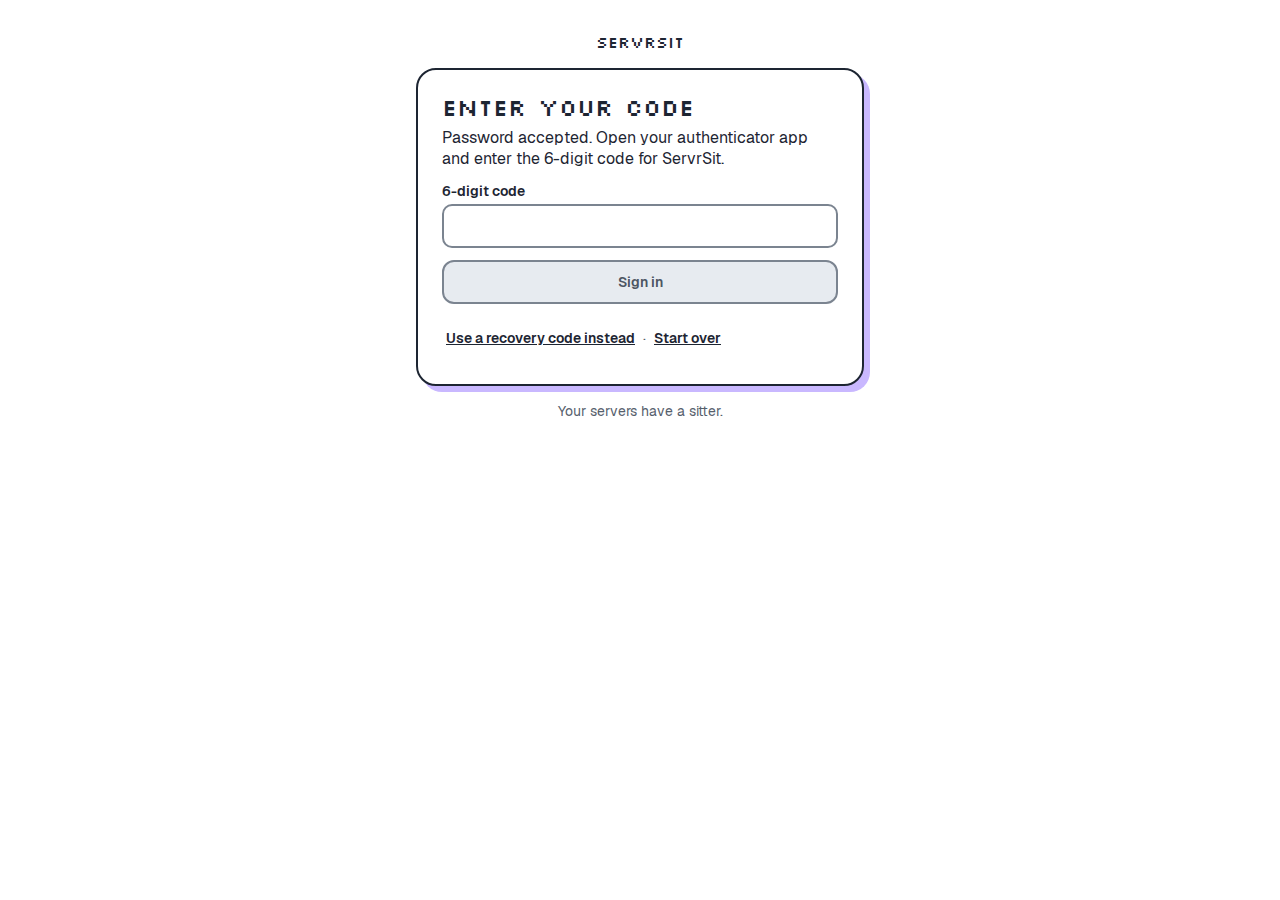 SERVRSIT
ENTER YOUR CODE
Password accepted. Open your authenticator app
and enter the 6-digit code for ServrSit.
6-digit code
Sign in
Use a recovery code instead · Start over
Your servers have a sitter.